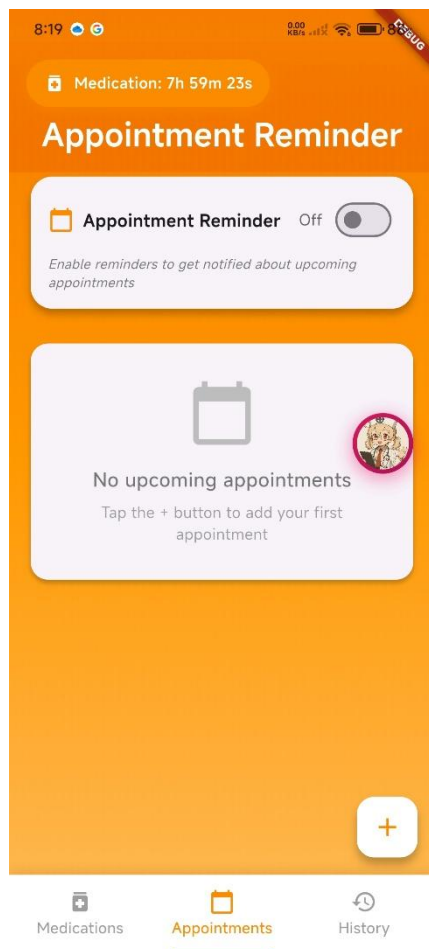 8:19
0.00
KB/s
DEBUG
Medication: 7h 59m 23s
Appointment Reminder
Appointment Reminder Off
Enable reminders to get notified about upcoming
appointments
No upcoming appointments
Tap the + button to add your first
appointment
+
Medications Appointments History